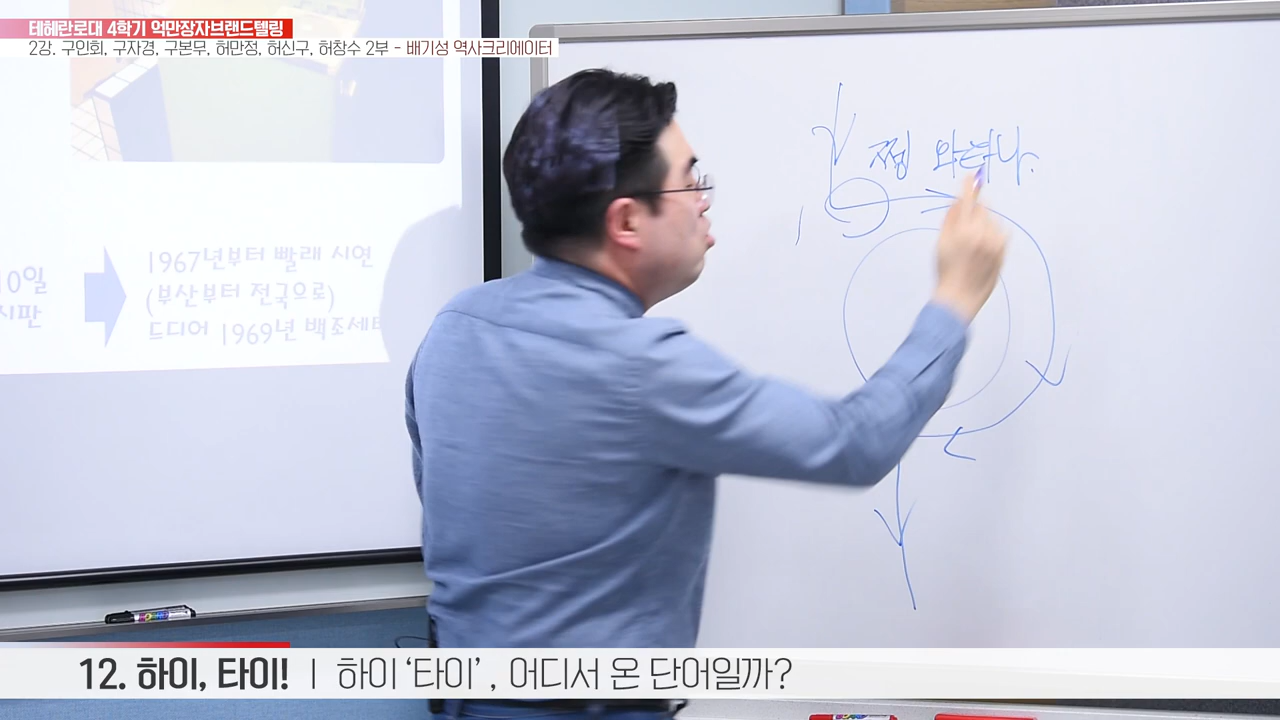 테헤란로대 4학기 억만장자브랜드텔링
2강. 구인회, 구자경, 구본무, 허만정, 허신구, 허창수 2부 - 배기성 역사크리에이터
10일
시판
1967년부터 빨래 시연
(부산부터 전국으로)
드디어 1969년 백조세
12. 하이, 타이! | 하이 ‘타이’, 어디서 온 단어일까?